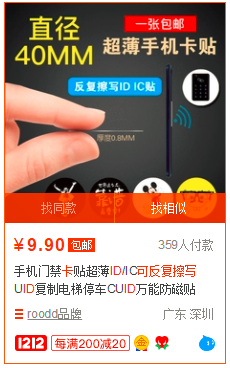 直径
40MM
一张包邮
超薄手机卡贴
反复擦写ID IC贴
厚度0.8MM
找同款
找相似
¥9.90 包邮
359人付款
手机门禁卡贴超薄ID/IC可反复擦写
UID复制电梯停车CUID万能防磁贴
roodd品牌
广东 深圳
1212
每满200减20